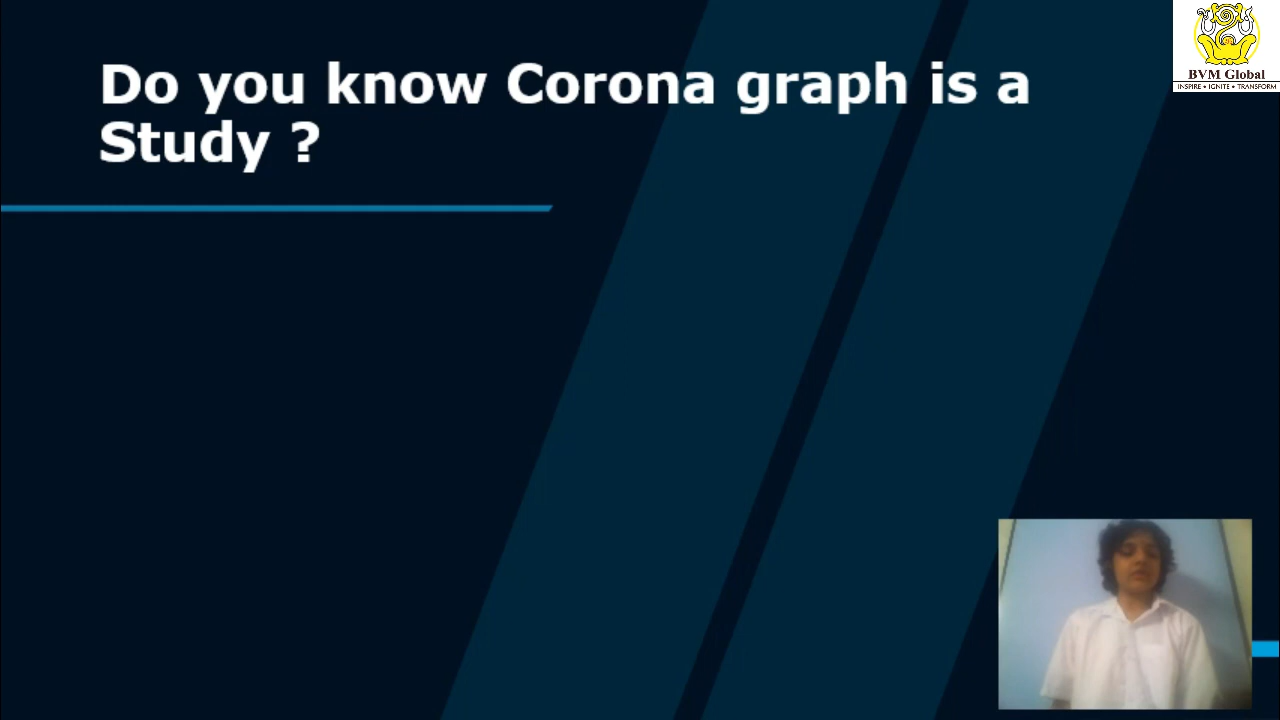 Do you know Corona graph is a
Study ?
BVM Global
INSPIRE • IGNITE • TRANSFORM